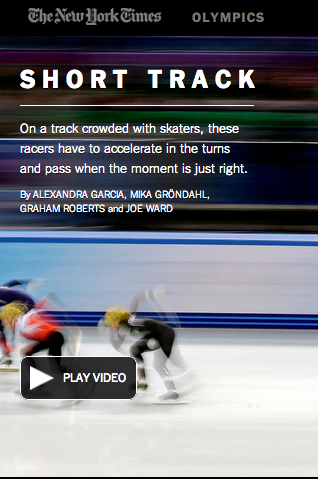 The New York Times OLYMPICS
SHORT TRACK
On a track crowded with skaters, these
racers have to accelerate in the turns
and pass when the moment is just right.
By ALEXANDRA GARCIA, MIKA GRÖNDAHL,
GRAHAM ROBERTS and JOE WARD
PLAY VIDEO